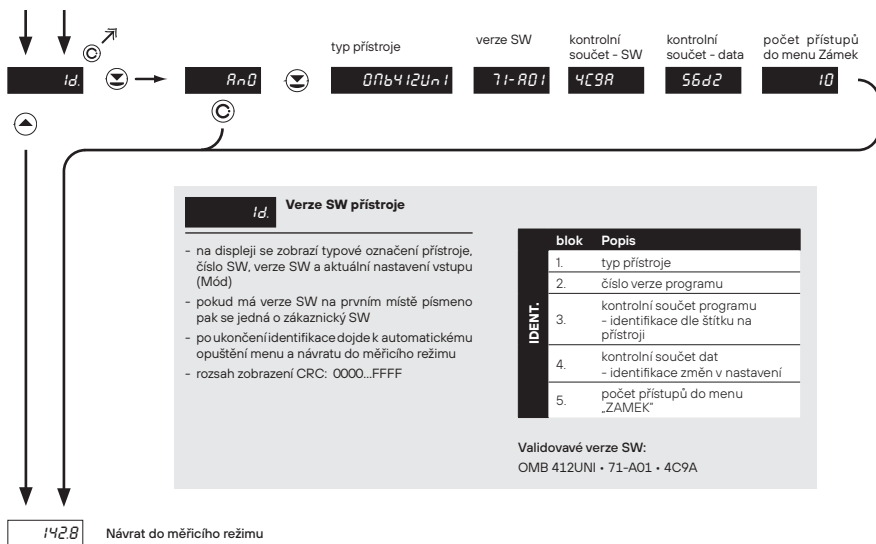 typ přístroje
verze SW
kontrolní
součet - SW
kontrolní
součet - data
počet přístupů
do menu Zámek
Id.
AnO
OMb412UnI
71-A01
4C9A
56d2
10
C
C
Id.
Verze SW přístroje
- na displeji se zobrazí typové označení přístroje,
číslo SW, verze SW a aktuální nastavení vstupu
(Mód)
- pokud má verze SW na prvním místě písmeno
pak se jedná o zákaznický SW
- po ukončení identifikace dojde k automatickému
opuštění menu a návratu do měřicího režimu
- rozsah zobrazení CRC: 0000...FFFF
IDENT.
blok Popis
1. typ přístroje
2. číslo verze programu
3. kontrolní součet programu
- identifikace dle štítku na
přístroji
4. kontrolní součet dat
- identifikace změn v nastavení
5. počet přístupů do menu
„ZAMEK"
Validovavé verze SW:
OMB 412UNI • 71-A01 • 4C9A
142.8
Návrat do měřicího režimu